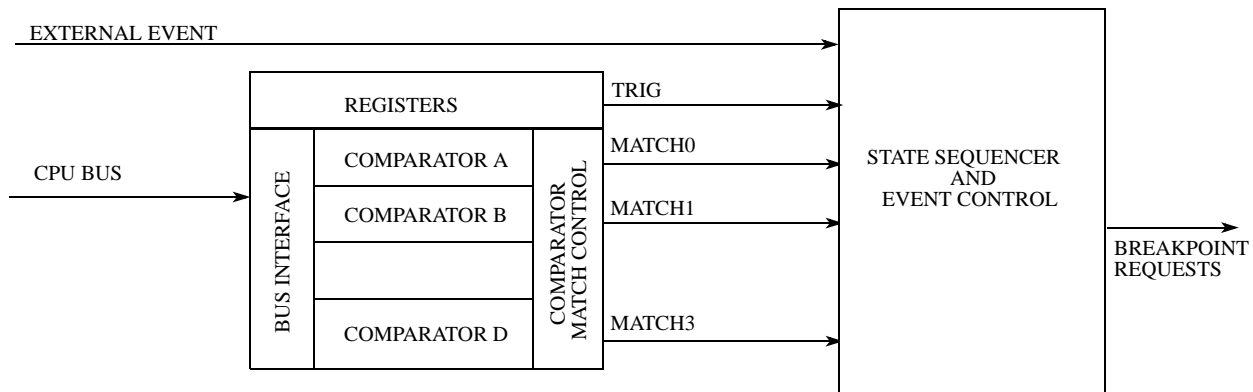 EXTERNAL EVENT
REGISTERS
TRIG
CPU BUS
BUS INTERFACE
COMPARATOR A
COMPARATOR B
COMPARATOR D
COMPARATOR
MATCH CONTROL
MATCH0
MATCH1
MATCH3
STATE SEQUENCER
AND
EVENT CONTROL
BREAKPOINT
REQUESTS